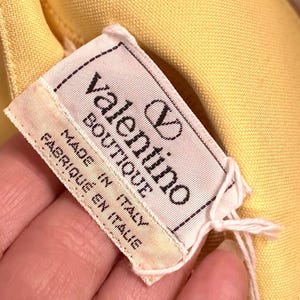 V
valentino
BOUTIQUE
MADE IN ITALY
FABRIQUÉ EN ITALIE